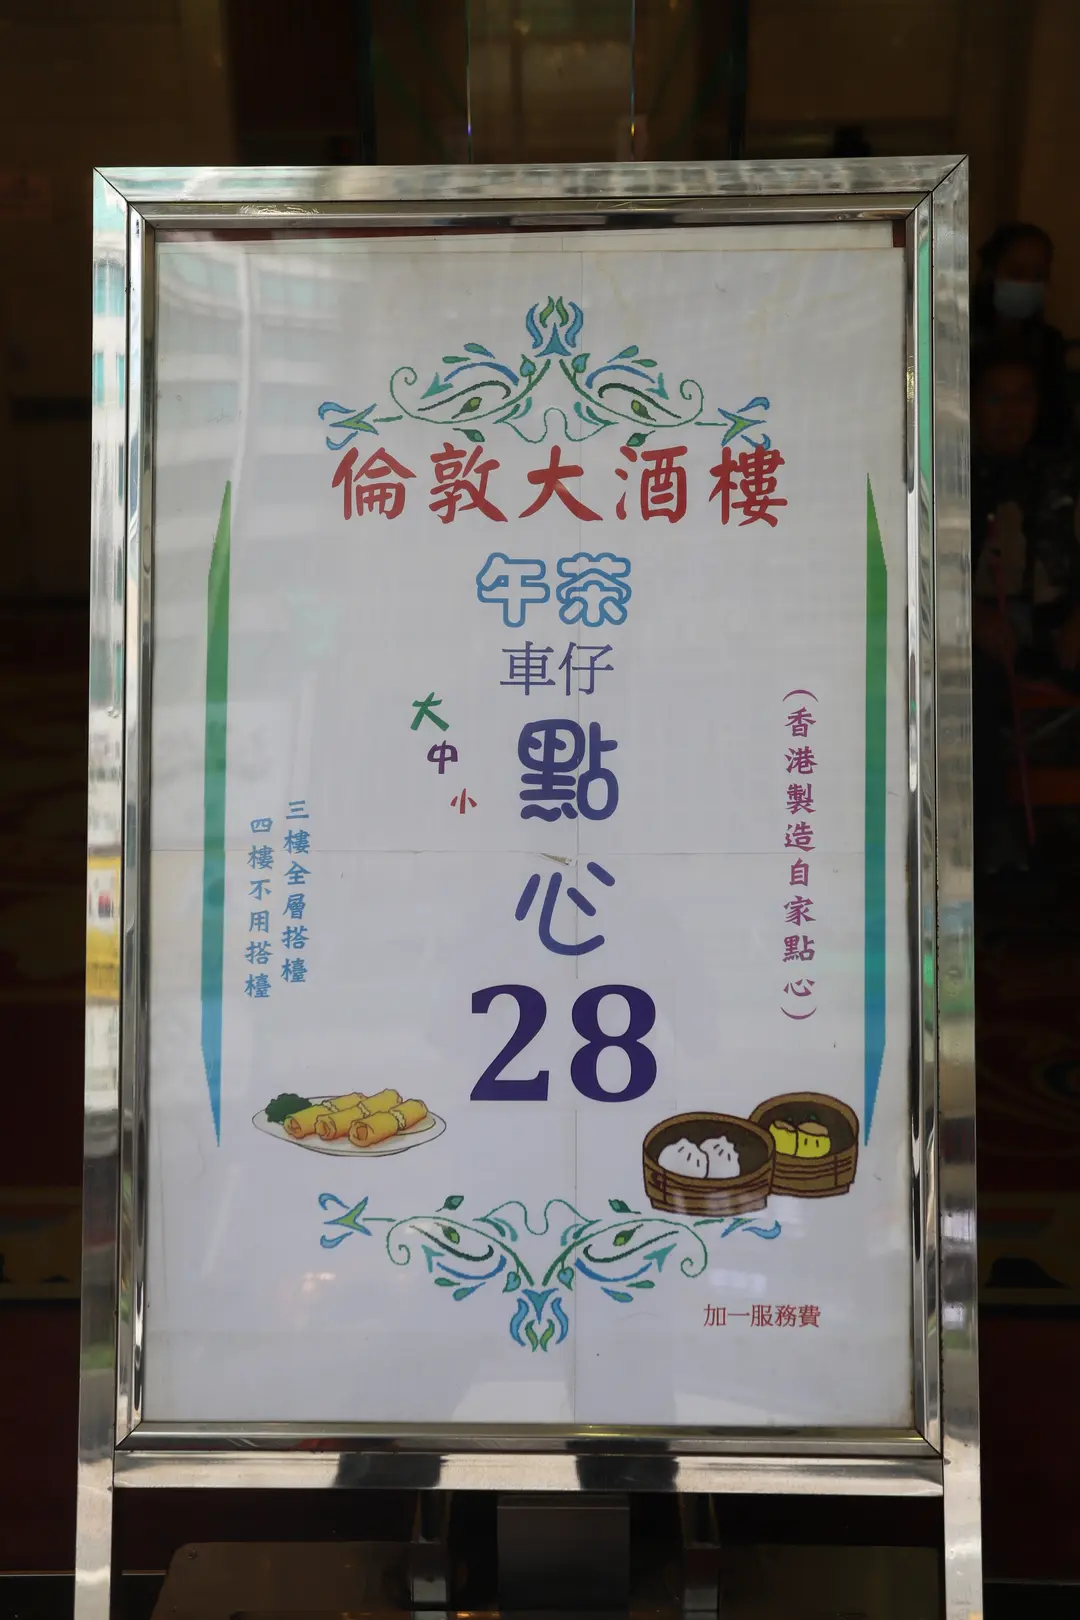 倫敦大酒樓
午茶
車仔
大中小
點心
28
(香港製造自家點心)
三樓全層搭檯
四樓不用搭檯
加一服務費